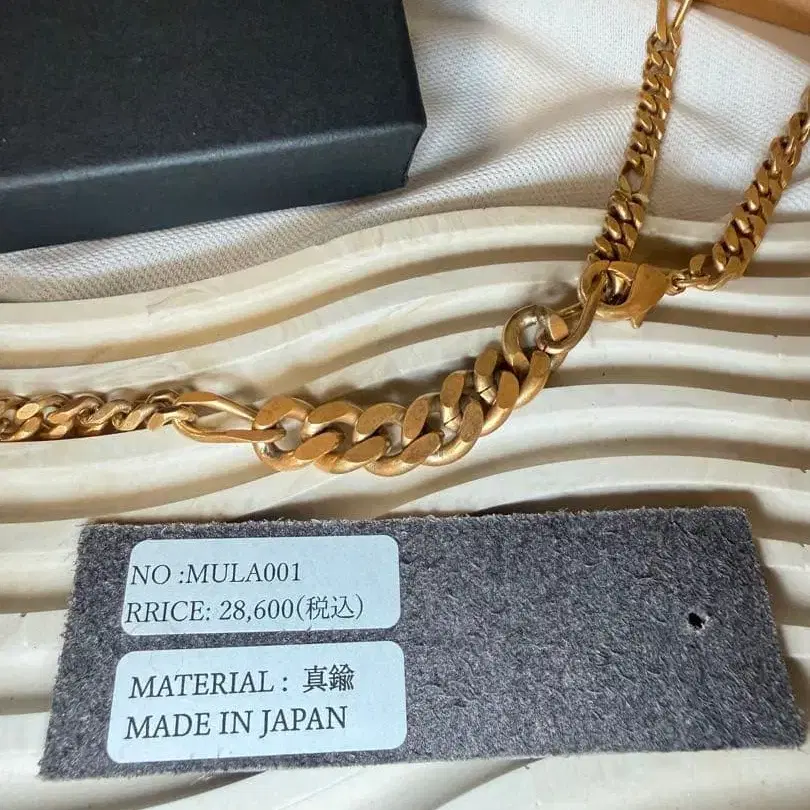 NO :MULA001
RRICE: 28,600(税込)
MATERIAL : 真鍮
MADE IN JAPAN